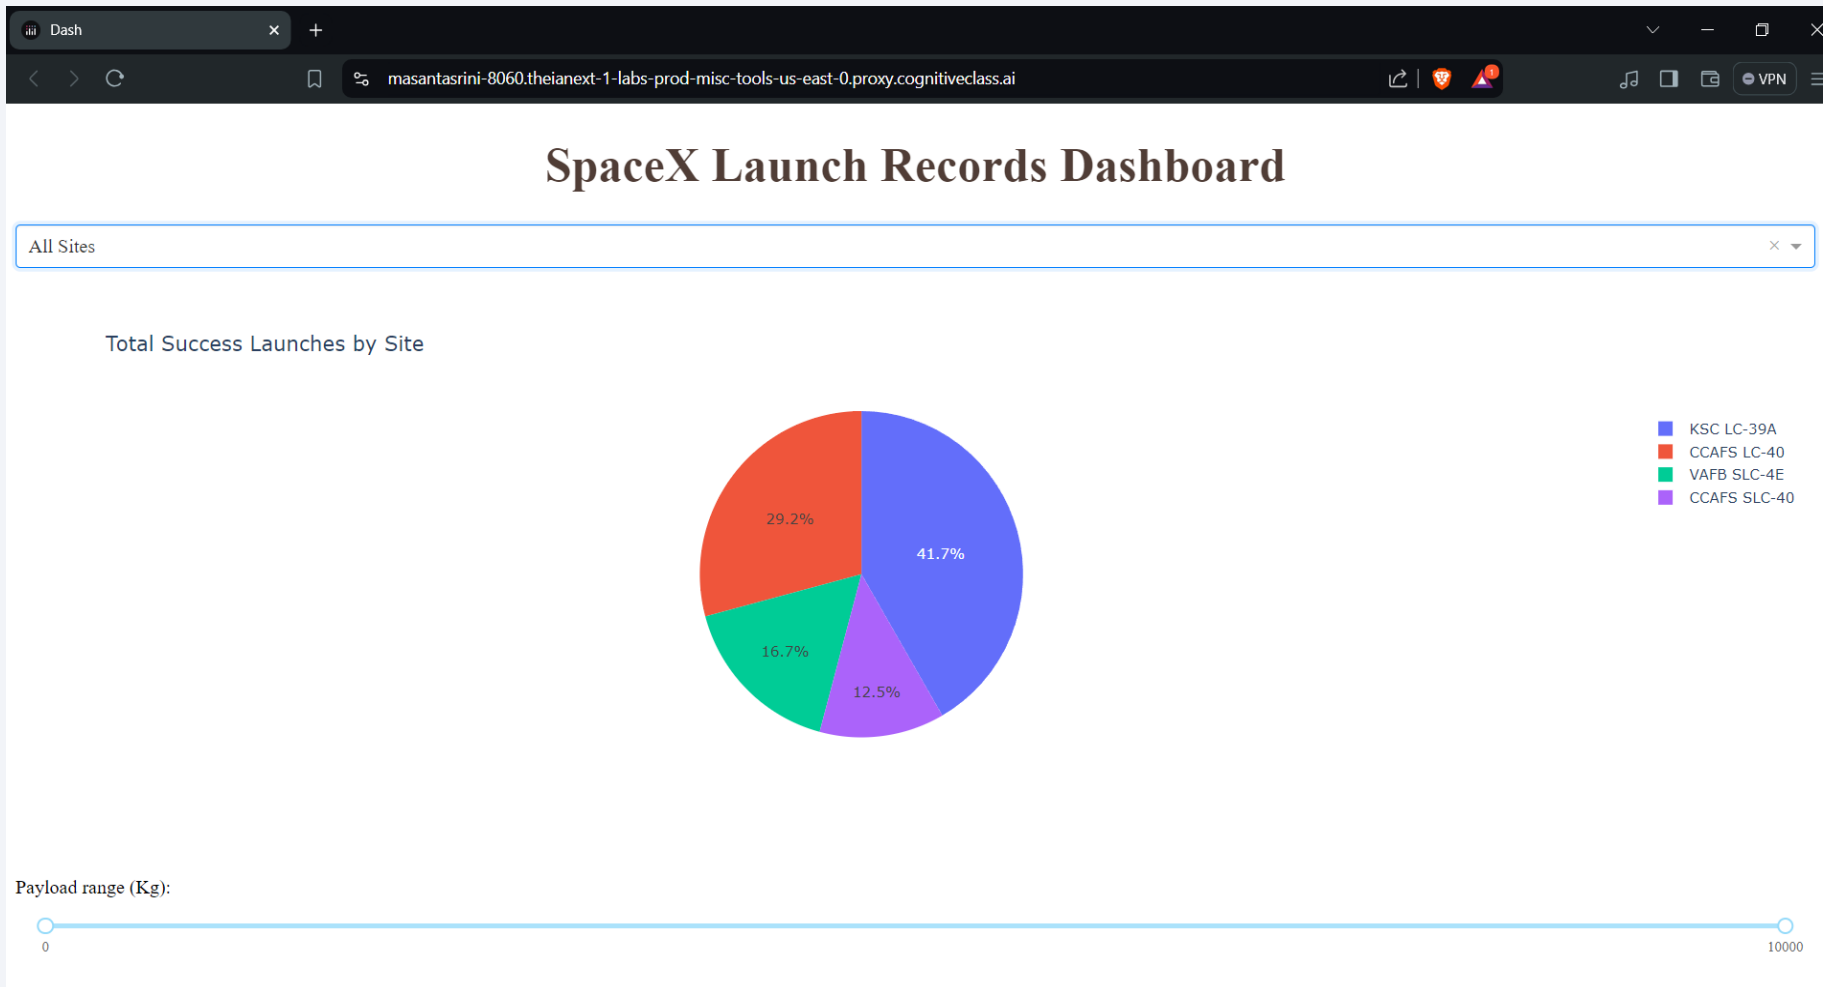 Dash
masantasrini-8060.theianext-1-labs-prod-misc-tools-us-east-0.proxy.cognitiveclass.ai
1
VPN
SpaceX Launch Records Dashboard
All Sites
Total Success Launches by Site
KSC LC-39A
CCAFS LC-40
VAFB SLC-4E
CCAFS SLC-40
29.2%
41.7%
16.7%
12.5%
Payload range (Kg):
0
10000